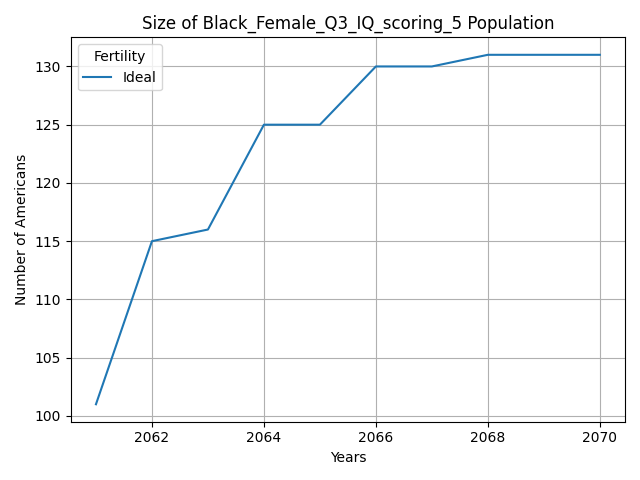 Size of Black_Female_Q3_IQ_scoring_5 Population
Fertility
Ideal
Number of Americans
130
125
120
115
110
105
100
2062 2064 2066 2068 2070
Years